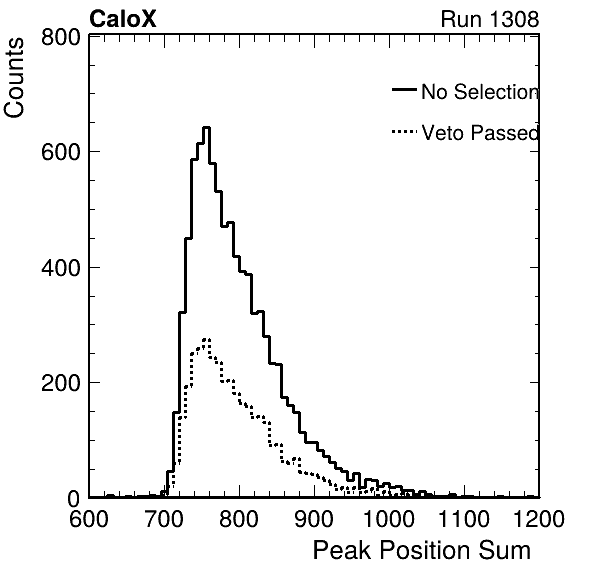 CaloX Run 1308
Counts
800
600
400
200
0
No Selection
Veto Passed
600 700 800 900 1000 1100 1200
Peak Position Sum